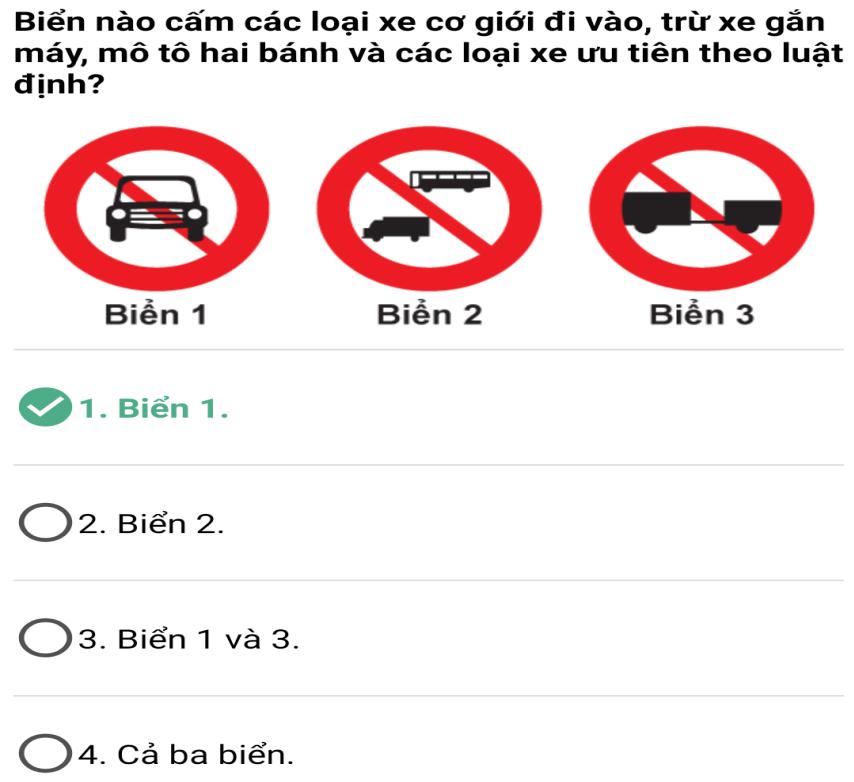 Biển nào cấm các loại xe cơ giới đi vào, trừ xe gắn
máy, mô tô hai bánh và các loại xe ưu tiên theo luật
định?
Biển 1 Biển 2 Biển 3
1. Biển 1.
2. Biển 2.
3. Biển 1 và 3.
4. Cả ba biển.